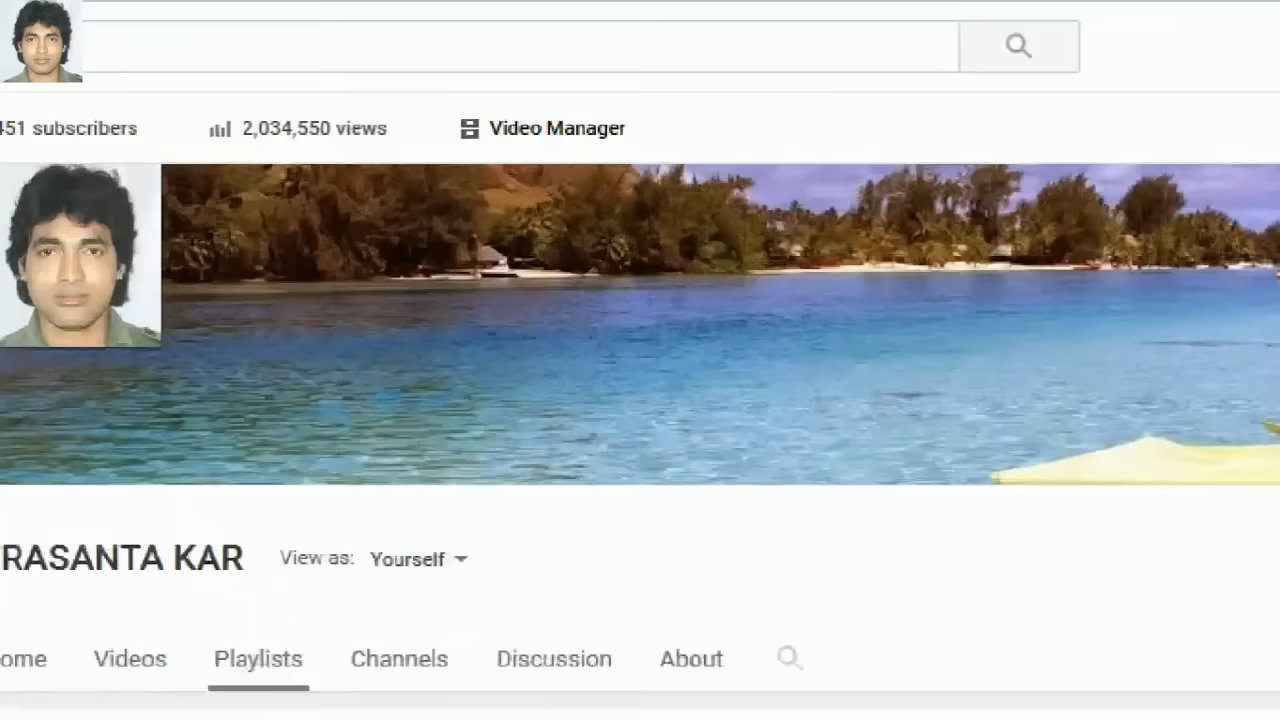 451 subscribers 2,034,550 views Video Manager
RASANTA KAR View as: Yourself
ome Videos Playlists Channels Discussion About